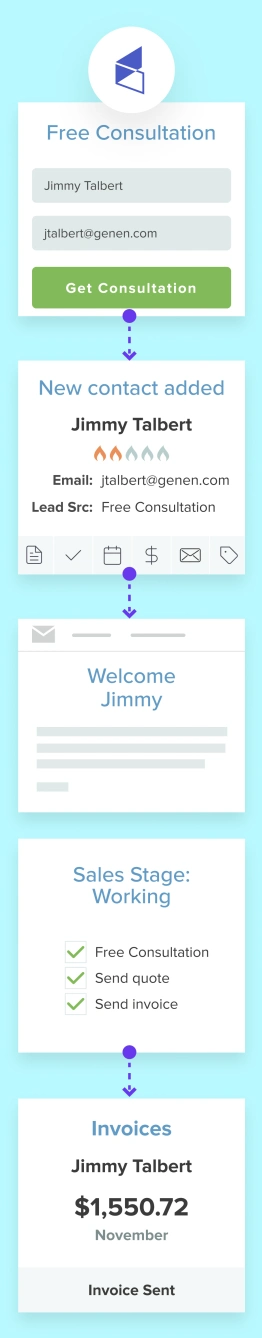 Free Consultation
Jimmy Talbert
jtalbert@genen.com
Get Consultation
New contact added
Jimmy Talbert
Email: jtalbert@genen.com
Lead Src: Free Consultation
Welcome
Jimmy
Sales Stage:
Working
Free Consultation
Send quote
Send invoice
Invoices
Jimmy Talbert
$1,550.72
November
Invoice Sent